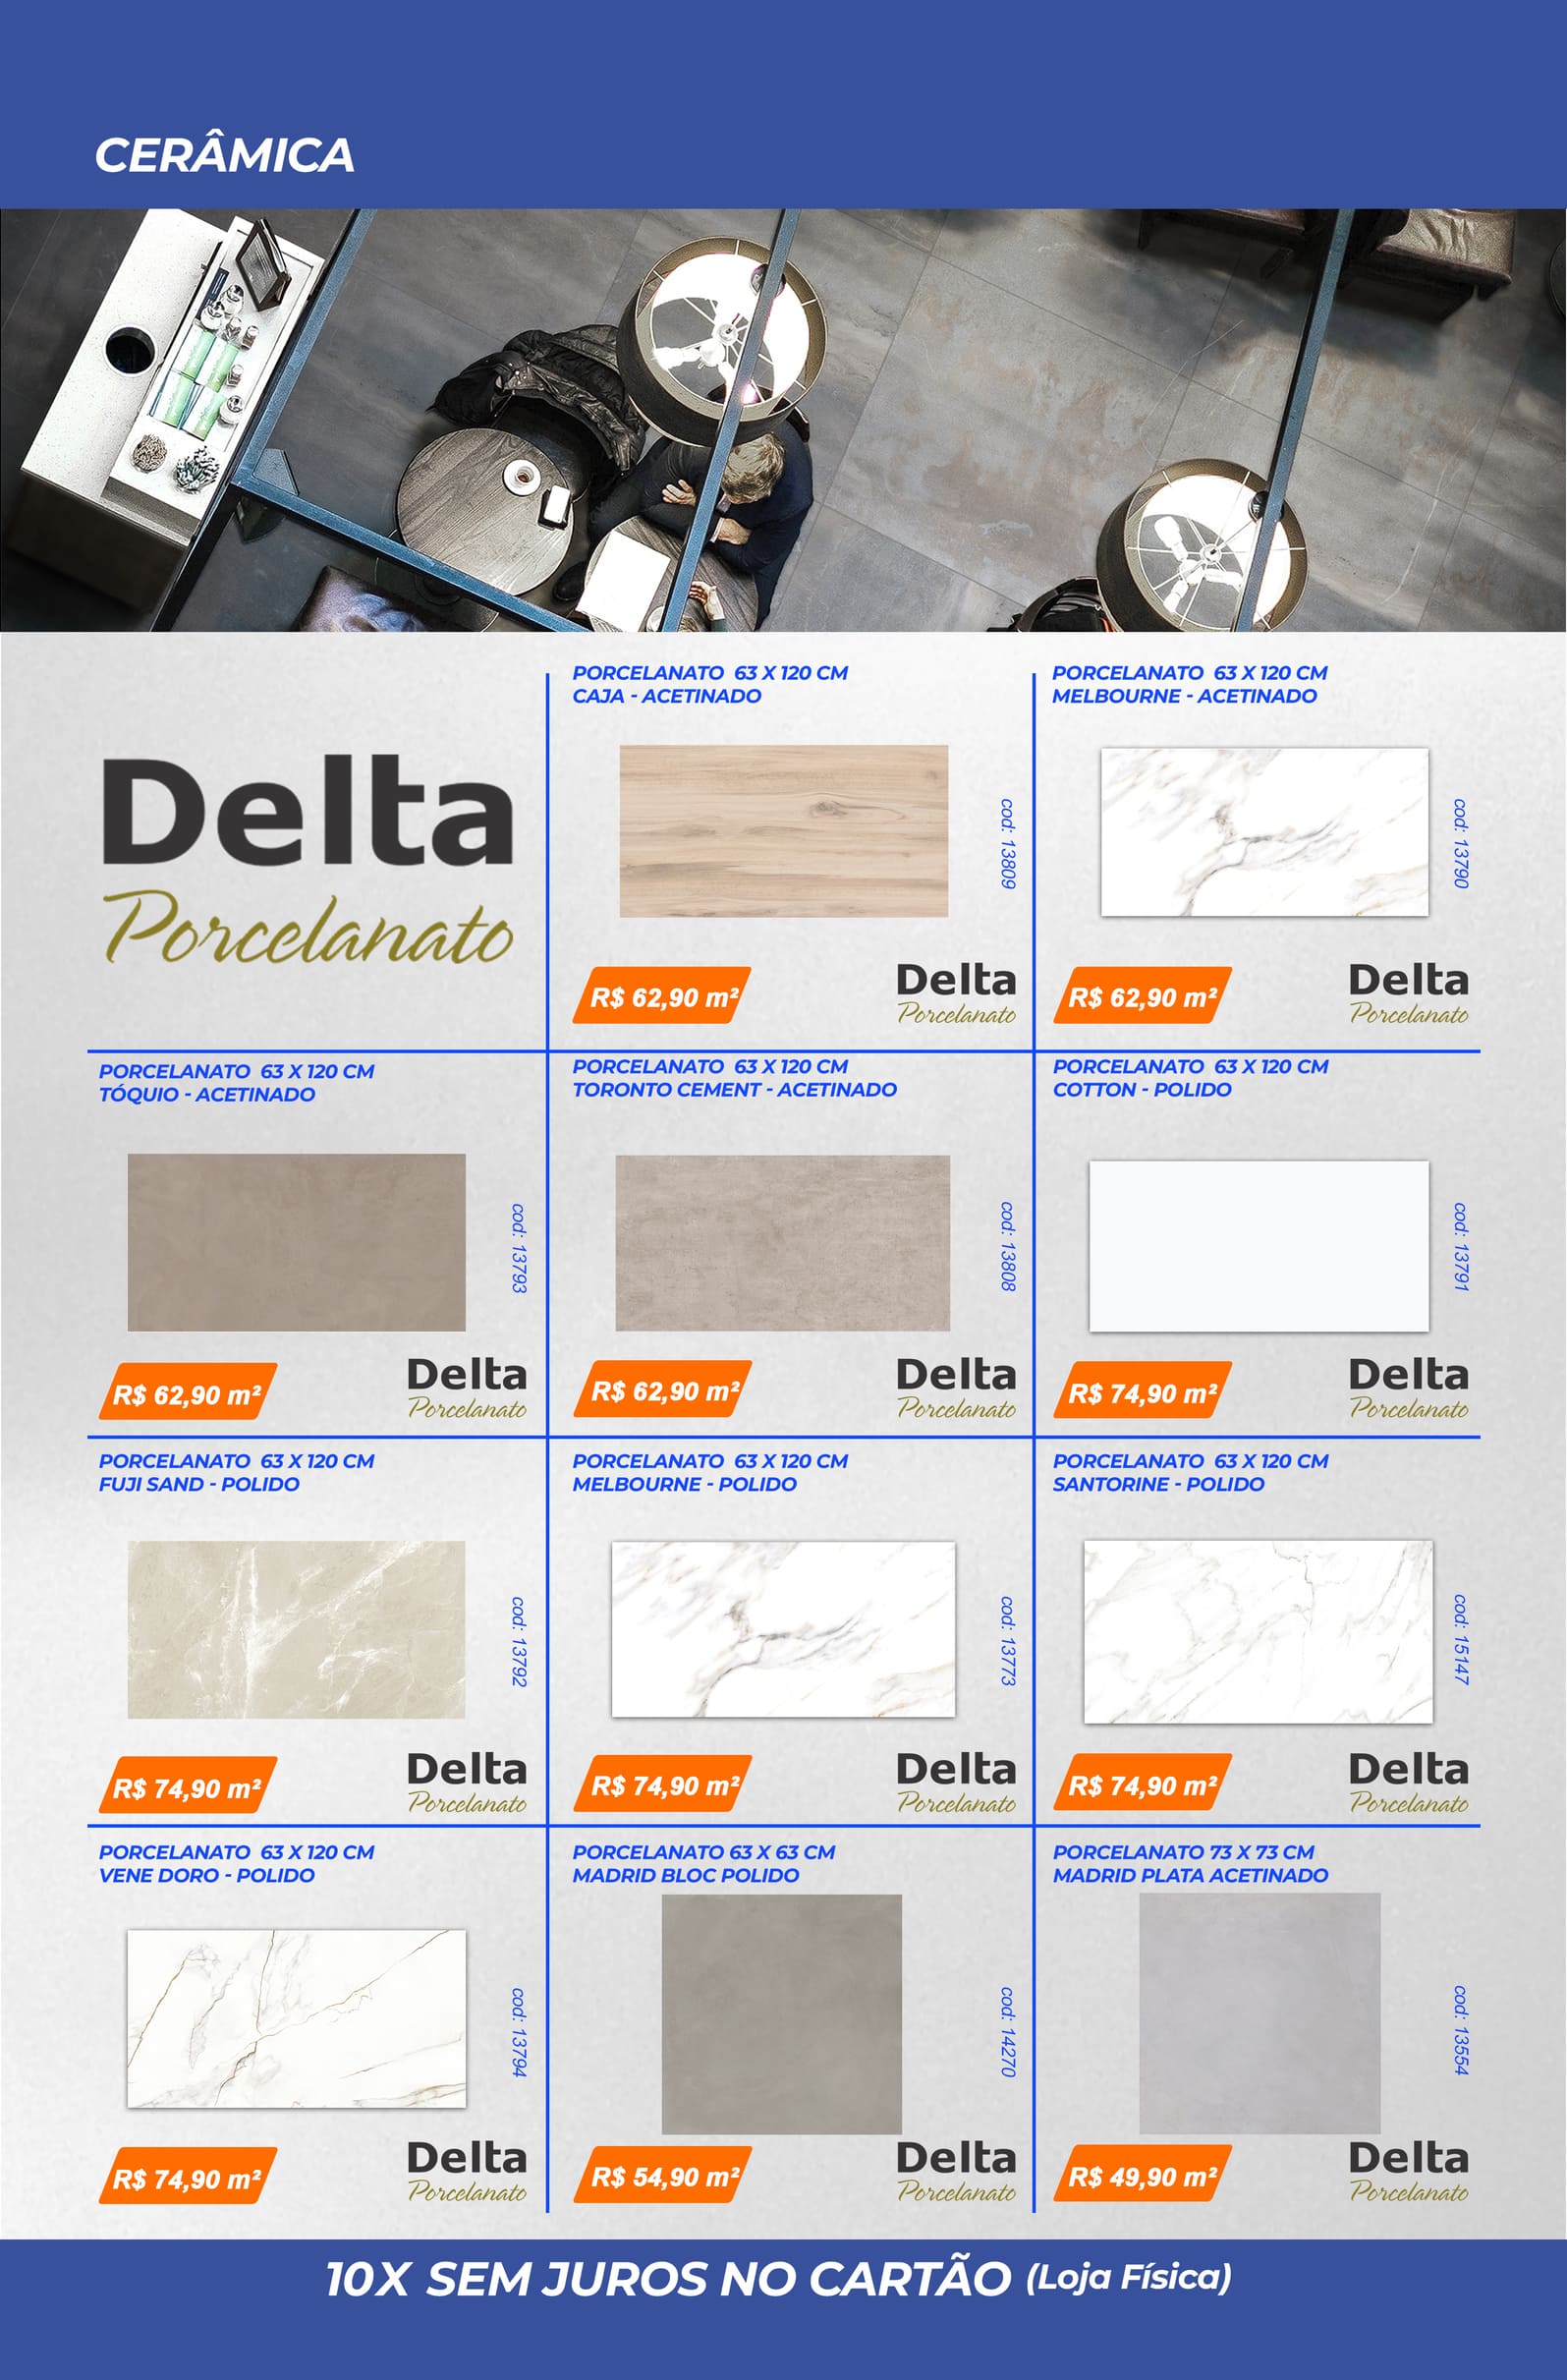 CERÂMICA
Delta
Porcelanato
PORCELANATO 63 X 120 CM
CAJA - ACETINADO
cod: 13809
R$ 62,90 m²
Delta
Porcelanato
PORCELANATO 63 X 120 CM
MELBOURNE - ACETINADO
cod: 13790
R$ 62,90 m²
Delta
Porcelanato
PORCELANATO 63 X 120 CM
TÓQUIO - ACETINADO
cod: 13793
R$ 62,90 m²
Delta
Porcelanato
PORCELANATO 63 X 120 CM
TORONTO CEMENT - ACETINADO
cod: 13808
R$ 62,90 m²
Delta
Porcelanato
PORCELANATO 63 X 120 CM
COTTON - POLIDO
cod: 13791
R$ 74,90 m²
Delta
Porcelanato
PORCELANATO 63 X 120 CM
FUJI SAND - POLIDO
cod: 13792
R$ 74,90 m²
Delta
Porcelanato
PORCELANATO 63 X 120 CM
MELBOURNE - POLIDO
cod: 13773
R$ 74,90 m²
Delta
Porcelanato
PORCELANATO 63 X 120 CM
SANTORINE - POLIDO
cod: 15147
R$ 74,90 m²
Delta
Porcelanato
PORCELANATO 63 X 120 CM
VENE DORO - POLIDO
cod: 13794
R$ 74,90 m²
Delta
Porcelanato
PORCELANATO 63 X 63 CM
MADRID BLOC POLIDO
cod: 14270
R$ 54,90 m²
Delta
Porcelanato
PORCELANATO 73 X 73 CM
MADRID PLATA ACETINADO
cod: 13554
R$ 49,90 m²
Delta
Porcelanato
10X SEM JUROS NO CARTÃO (Loja Física)